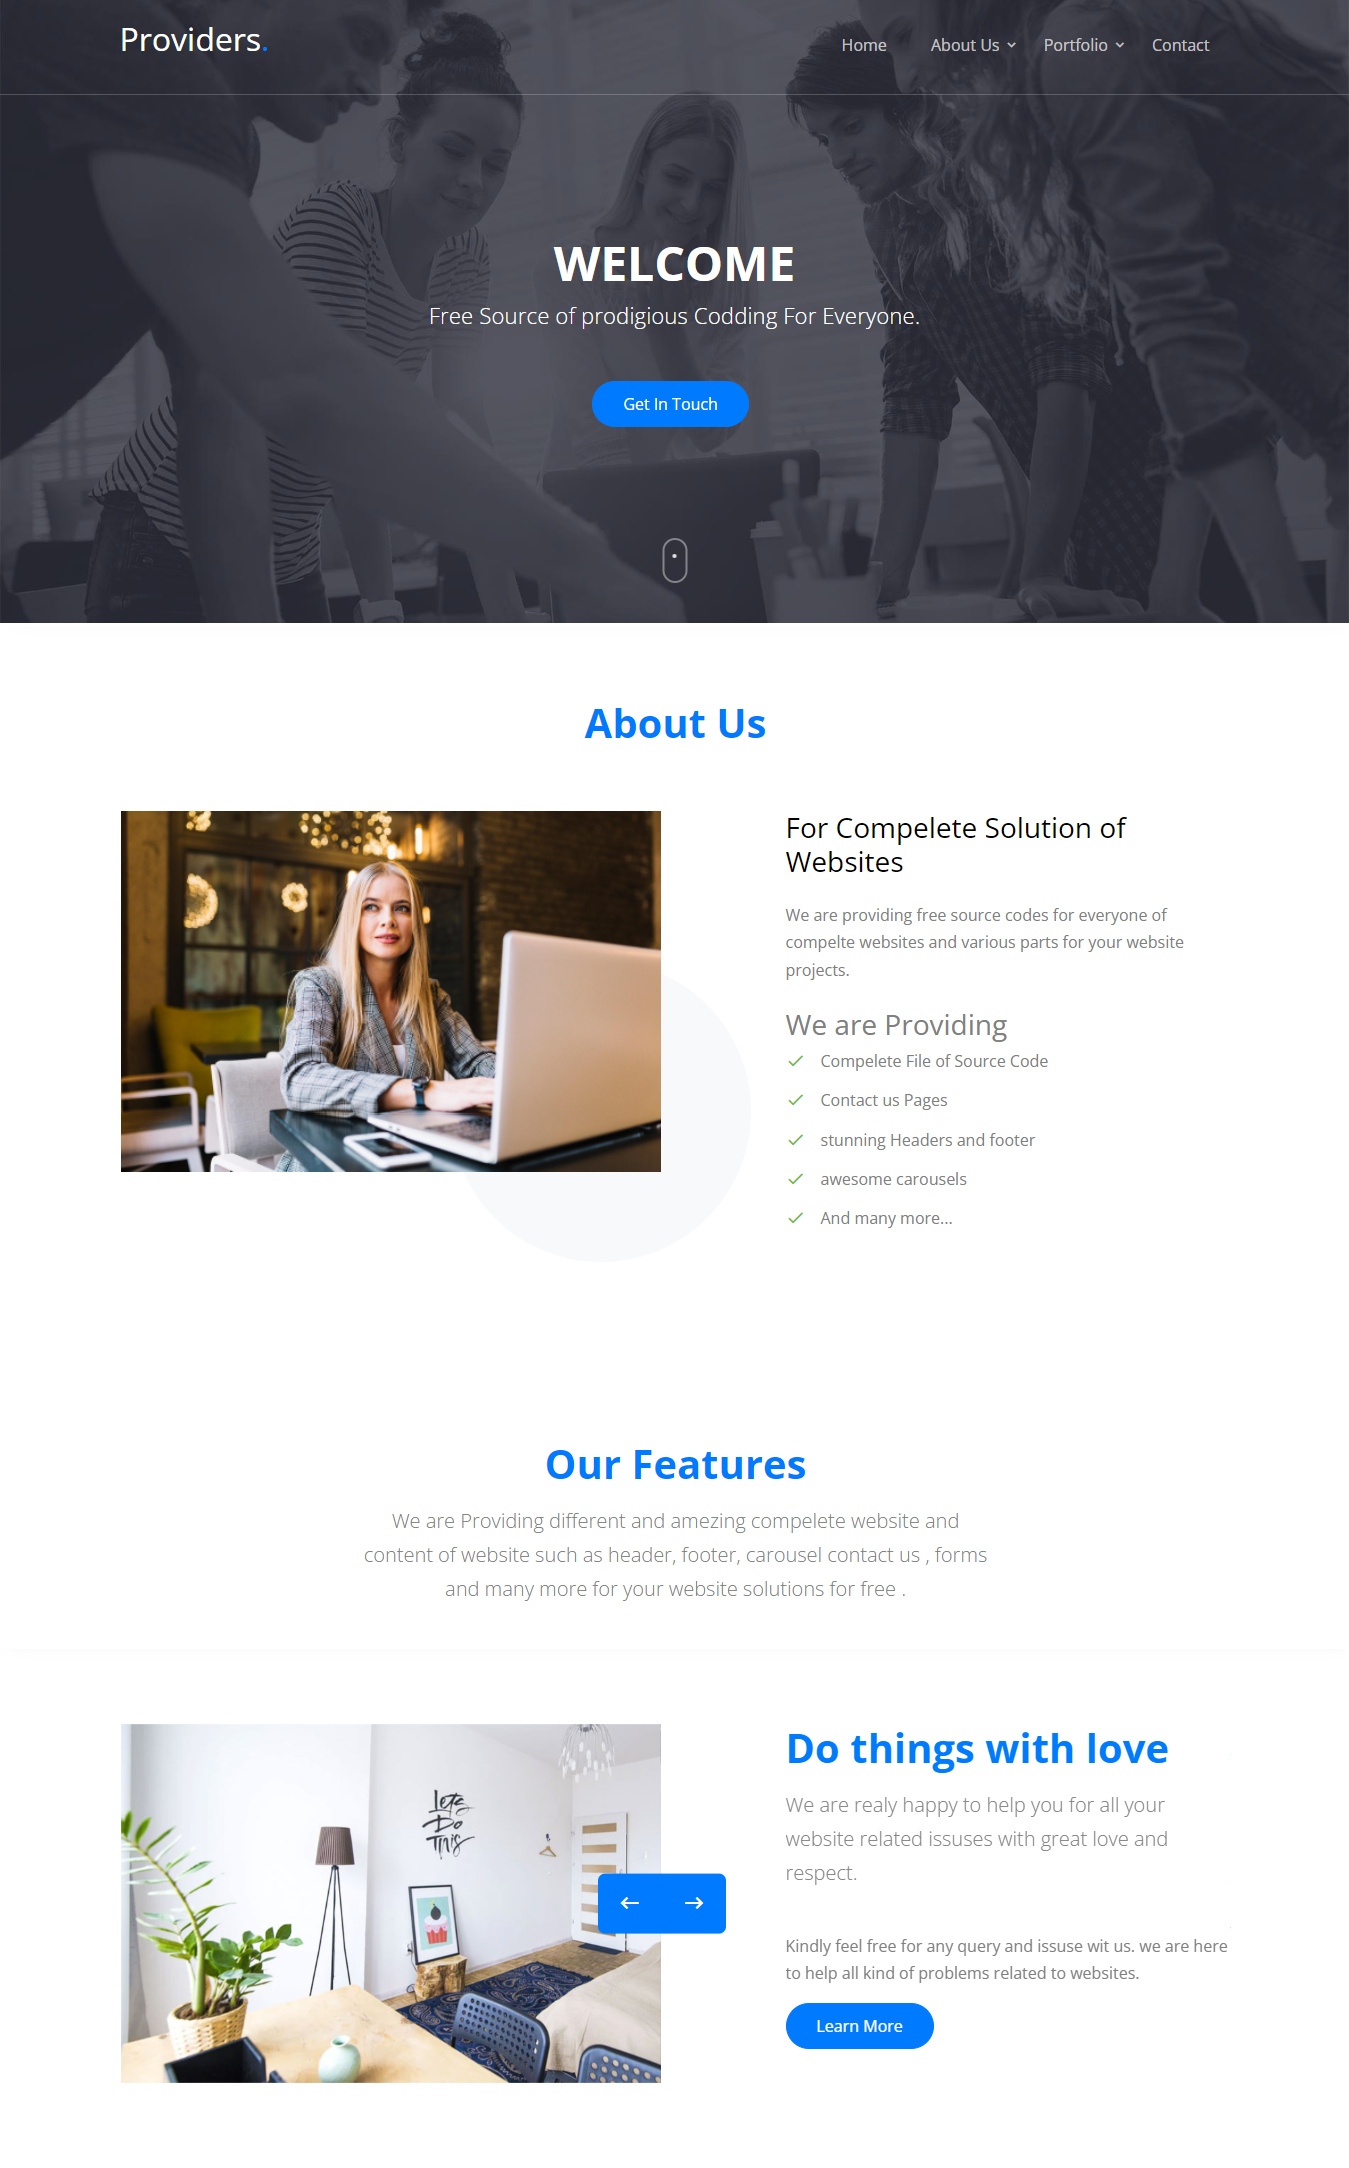 Providers.
Home About Us Portfolio Contact
WELCOME
Free Source of prodigious Codding For Everyone.
Get In Touch
About Us
For Compelete Solution of
Websites
We are providing free source codes for everyone of
compelte websites and various parts for your website
projects.
We are Providing
Compelete File of Source Code
Contact us Pages
stunning Headers and footer
awesome carousels
And many more...
Our Features
We are Providing different and amezing compelete website and
content of website such as header, footer, carousel contact us , forms
and many more for your website solutions for free .
Let's
Do
This
Do things with love
We are realy happy to help you for all your
website related issuses with great love and
respect.
Kindly feel free for any query and issuse wit us. we are here
to help all kind of problems related to websites.
Learn More